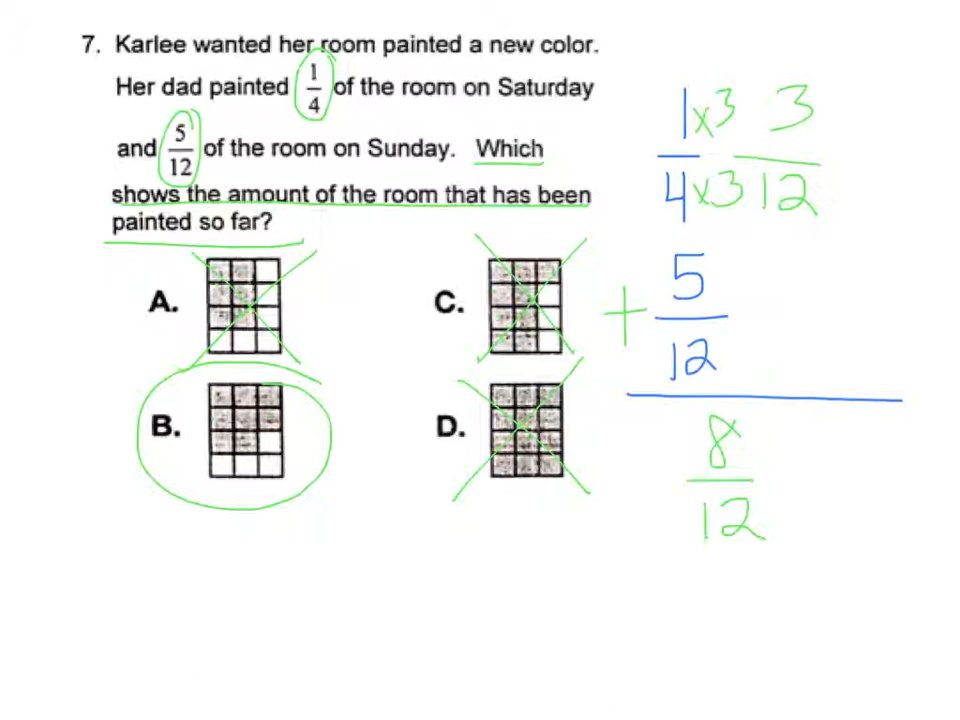 7. Karlee wanted her room painted a new color.
Her dad painted 1/4 of the room on Saturday
and 5/12 of the room on Sunday. Which
shows the amount of the room that has been
painted so far?
A.
C.
B.
D.
1x3 3
4x3 12
+ 5
12
8
12